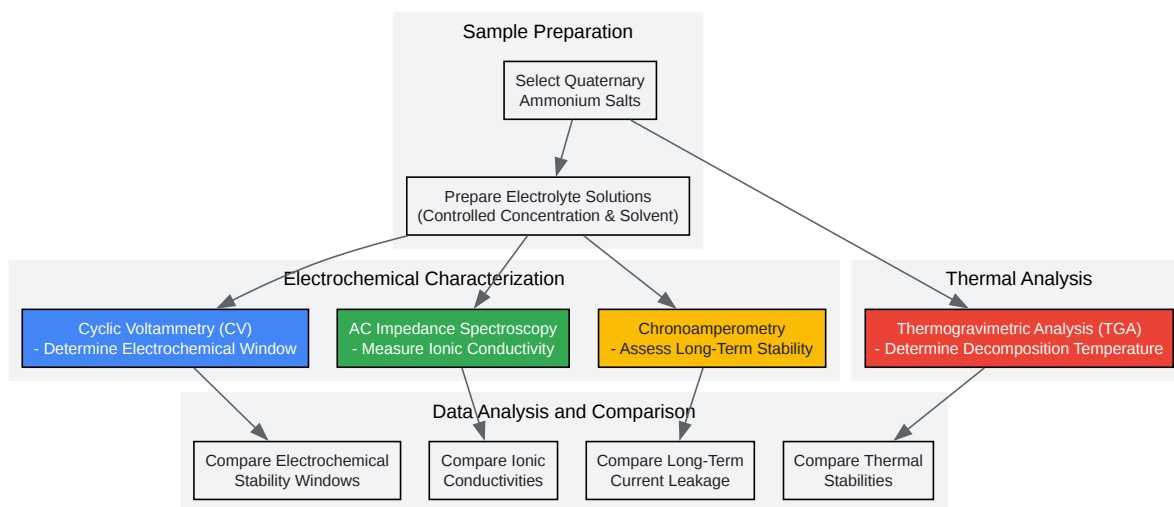 Sample Preparation
Select Quaternary
Ammonium Salts
Prepare Electrolyte Solutions
(Controlled Concentration & Solvent)
Electrochemical Characterization
Thermal Analysis
Cyclic Voltammetry (CV)
- Determine Electrochemical Window
AC Impedance Spectroscopy
- Measure Ionic Conductivity
Chronoamperometry
- Assess Long-Term Stability
Thermogravimetric Analysis (TGA)
- Determine Decomposition Temperature
Data Analysis and Comparison
Compare Electrochemical
Stability Windows
Compare Ionic
Conductivities
Compare Long-Term
Current Leakage
Compare Thermal
Stabilities